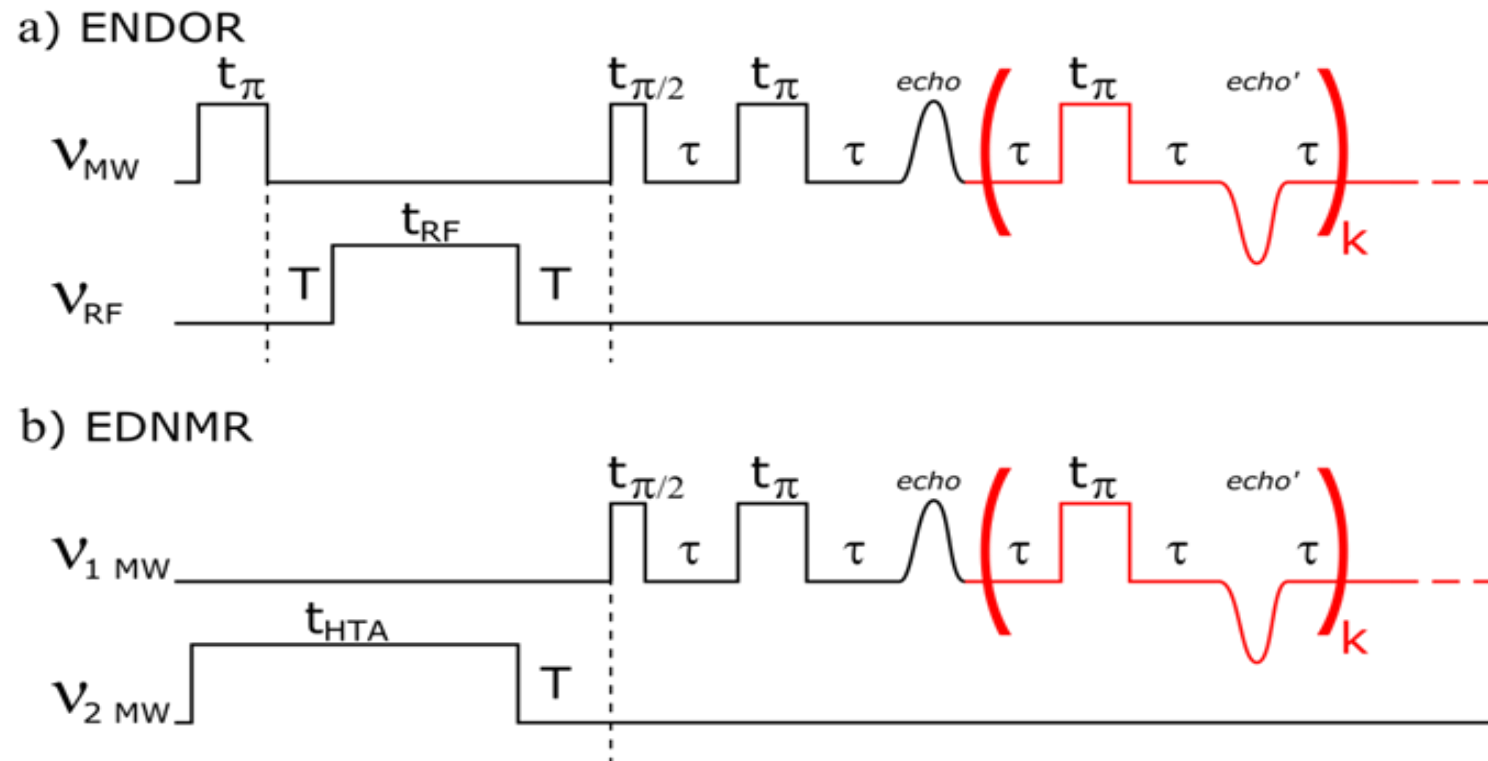 a) ENDOR
tπ tπ/2 tπ echo tπ echo'
νMW τ τ ( τ τ τ )k
tRF
νRF T T
b) EDNMR
tπ/2 tπ echo tπ echo'
ν1 MW τ τ ( τ τ τ )k
tHTA
ν2 MW T